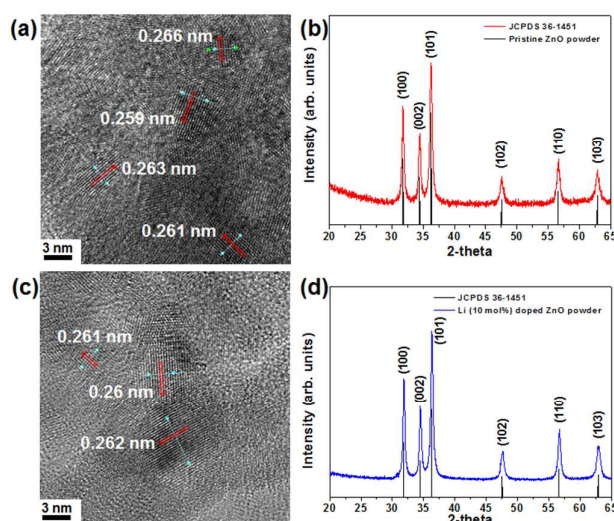 (a)
0.266 nm
0.259 nm
0.263 nm
0.261 nm
3 nm
(b)
JCPDS 36-1451
Pristine ZnO powder
(100)
(002)
(101)
(102)
(110)
(103)
Intensity (arb. units)
20 25 30 35 40 45 50 55 60 65
2-theta
(c)
0.261 nm
0.26 nm
0.262 nm
3 nm
(d)
JCPDS 36-1451
Li (10 mol%) doped ZnO powder
(100)
(002)
(101)
(102)
(110)
(103)
Intensity (arb. units)
20 25 30 35 40 45 50 55 60 65
2-theta